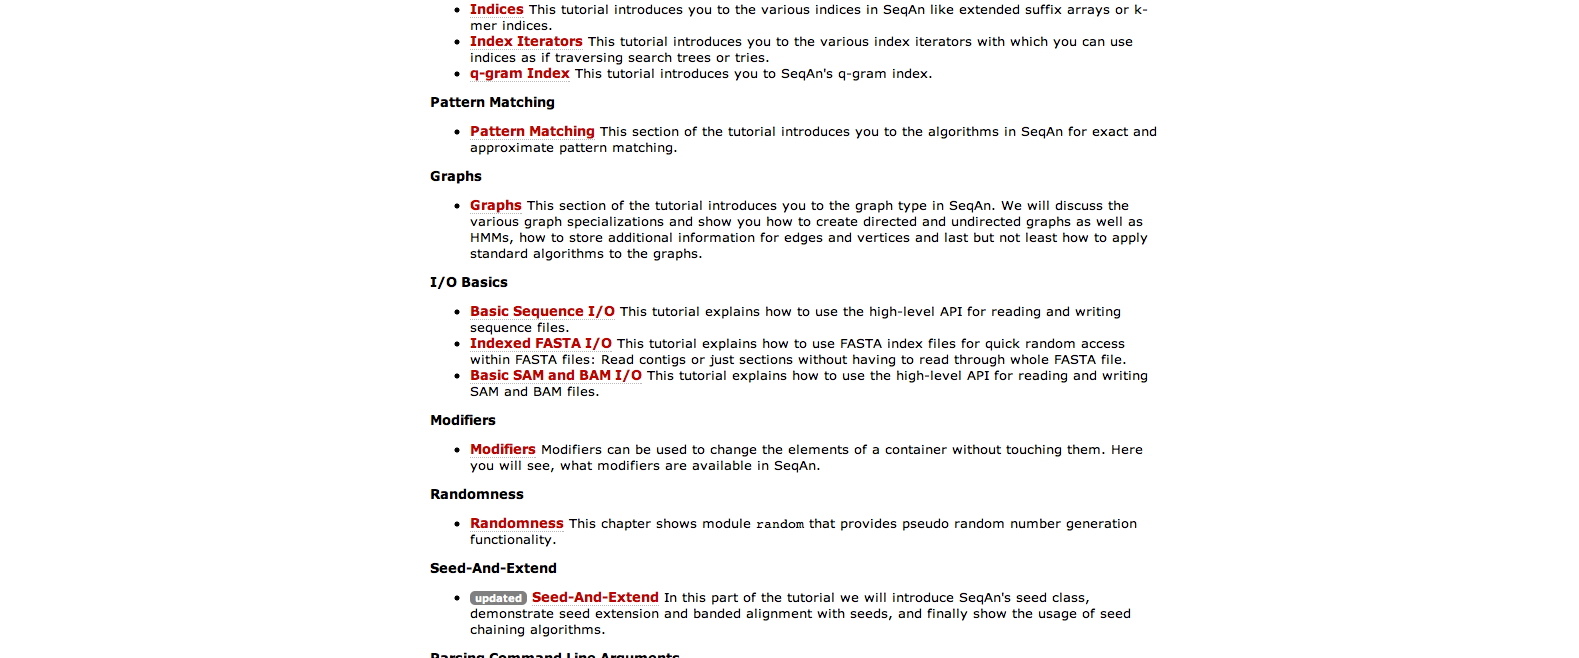 Indices This tutorial introduces you to the various indices in SeqAn like extended suffix arrays or k-
mer indices.
Index Iterators This tutorial introduces you to the various index iterators with which you can use
indices as if traversing search trees or tries.
q-gram Index This tutorial introduces you to SeqAn's q-gram index.
Pattern Matching
Pattern Matching This section of the tutorial introduces you to the algorithms in SeqAn for exact and
approximate pattern matching.
Graphs
Graphs This section of the tutorial introduces you to the graph type in SeqAn. We will discuss the
various graph specializations and show you how to create directed and undirected graphs as well as
HMMs, how to store additional information for edges and vertices and last but not least how to apply
standard algorithms to the graphs.
I/O Basics
Basic Sequence I/O This tutorial explains how to use the high-level API for reading and writing
sequence files.
Indexed FASTA I/O This tutorial explains how to use FASTA index files for quick random access
within FASTA files: Read contigs or just sections without having to read through whole FASTA file.
Basic SAM and BAM I/O This tutorial explains how to use the high-level API for reading and writing
SAM and BAM files.
Modifiers
Modifiers Modifiers can be used to change the elements of a container without touching them. Here
you will see, what modifiers are available in SeqAn.
Randomness
Randomness This chapter shows module random that provides pseudo random number generation
functionality.
Seed-And-Extend
updated Seed-And-Extend In this part of the tutorial we will introduce SeqAn's seed class,
demonstrate seed extension and banded alignment with seeds, and finally show the usage of seed
chaining algorithms.
Parsing Command Line Arguments